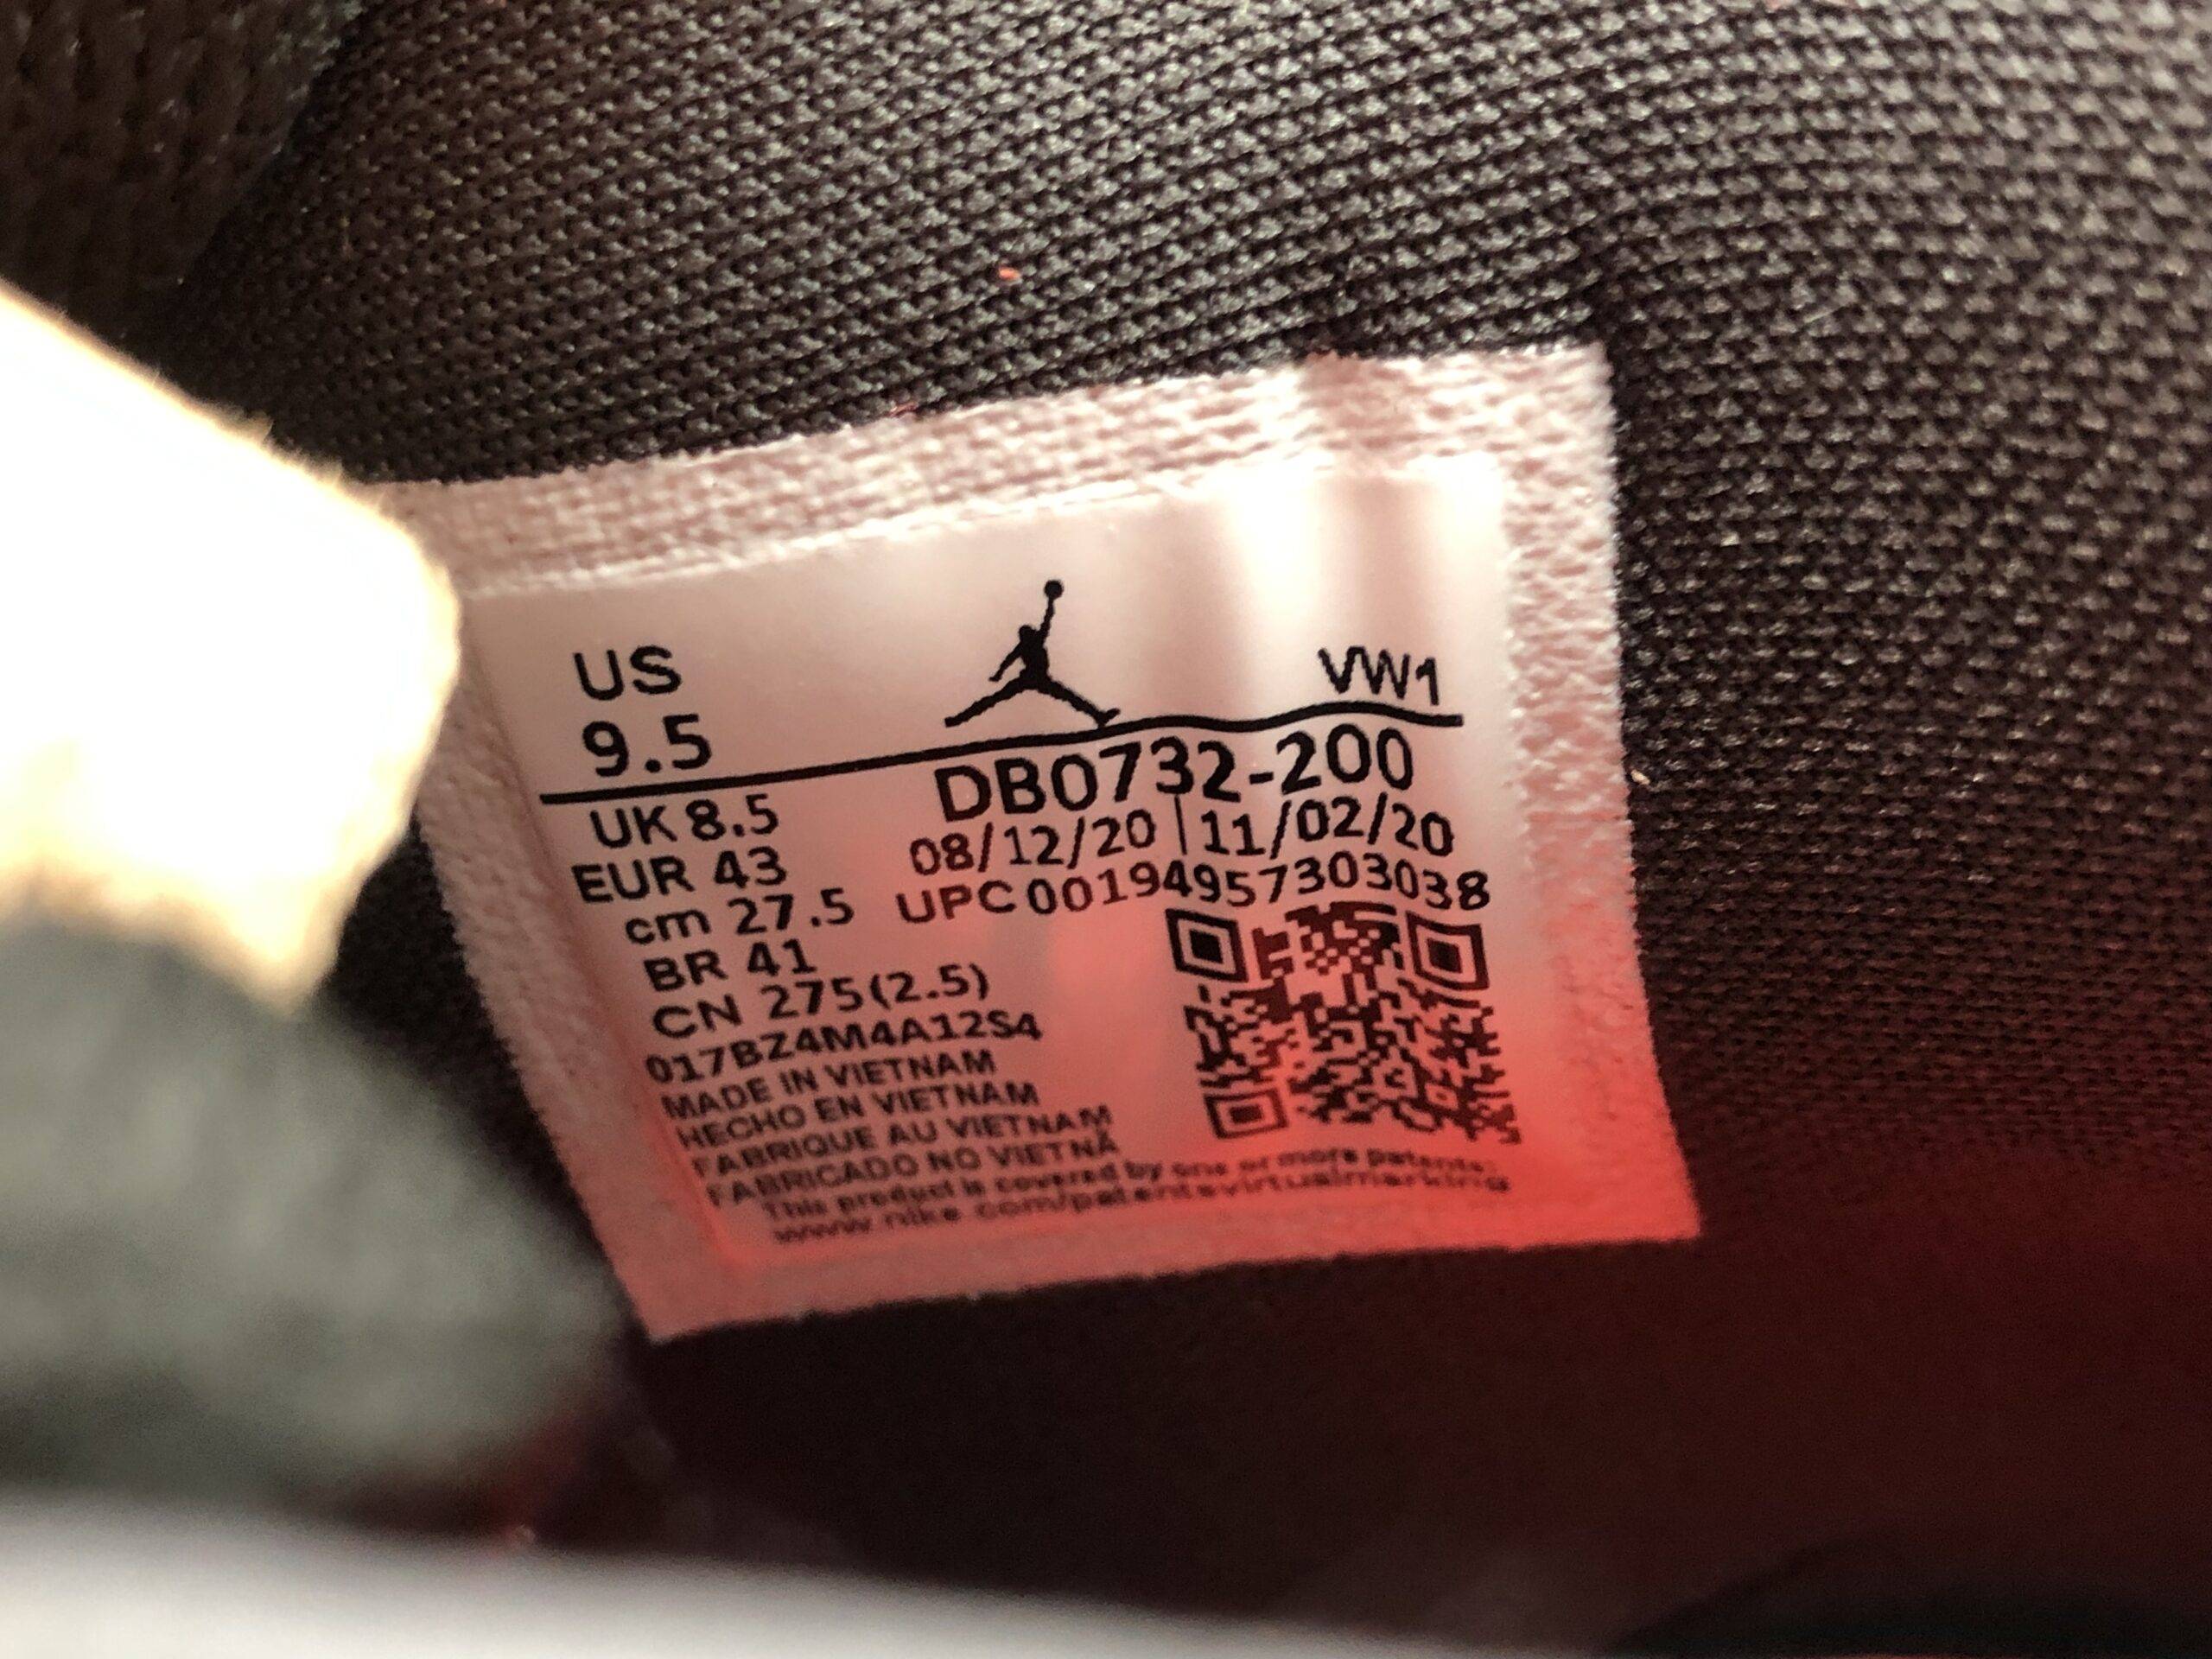 US
9.5
VW1
DB0732-200
UK 8.5
08/12/20 | 11/02/20
EUR 43
UPC 00194957303038
cm 27.5
BR 41
CN 275(2.5)
017BZ4M4A12S4
MADE IN VIETNAM
HECHO EN VIETNAM
FABRIQUE AU VIETNAM
FABRICADO NO VIETNÃ
This product is covered by one or more patents:
www.nike.com/patentsvirtualmarking